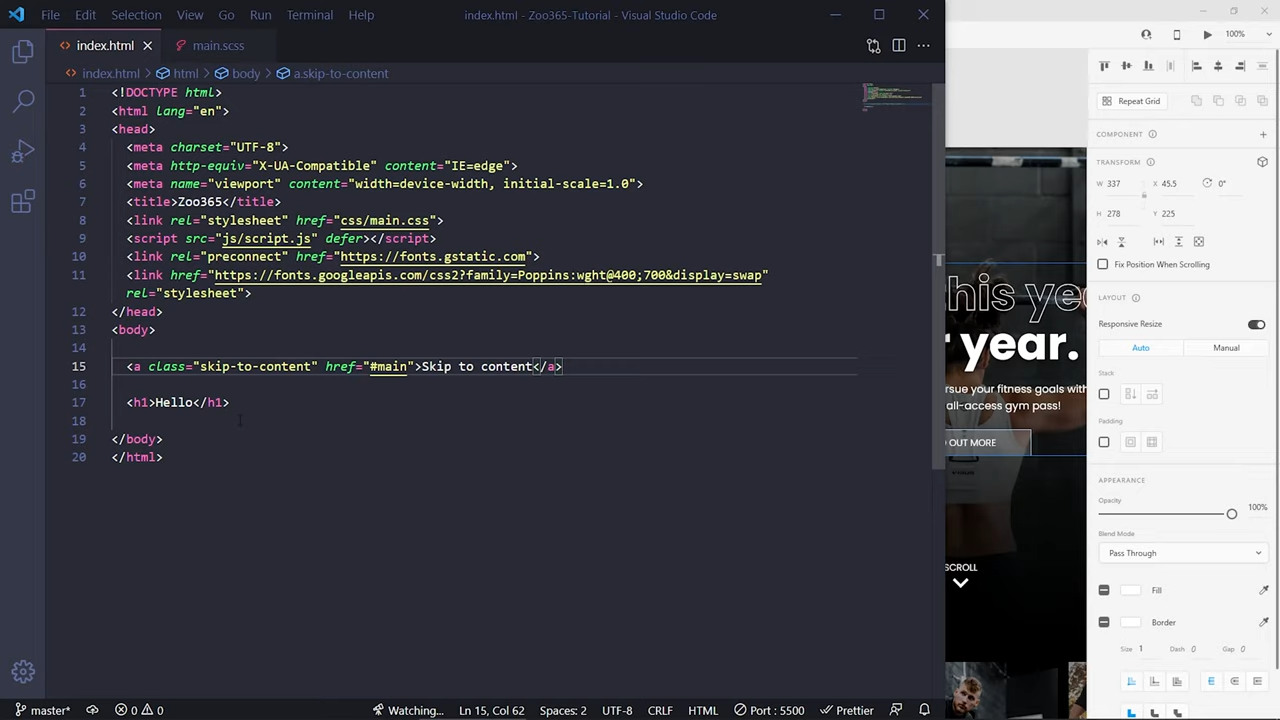 File Edit Selection View Go Run Terminal Help index.html - Zoo365-Tutorial - Visual Studio Code
index.html main.scss
index.html html body a.skip-to-content
1 <!DOCTYPE html>
2 <html lang="en">
3 <head>
4 <meta charset="UTF-8">
5 <meta http-equiv="X-UA-Compatible" content="IE=edge">
6 <meta name="viewport" content="width=device-width, initial-scale=1.0">
7 <title>Zoo365</title>
8 <link rel="stylesheet" href="css/main.css">
9 <script src="js/script.js" defer></script>
10 <link rel="preconnect" href="https://fonts.gstatic.com">
11 <link href="https://fonts.googleapis.com/css2?family=Poppins:wght@400;700&display=swap"
rel="stylesheet">
12 </head>
13 <body>
14
15 <a class="skip-to-content" href="#main">Skip to content</a>
16
17 <h1>Hello</h1>
18
19 </body>
20 </html>
master* 0 0 Watching... Ln 15, Col 62 Spaces: 2 UTF-8 CRLF HTML Port : 5500 Prettier
his yea
r year.
rsue your fitness goals with
all-access gym pass!
OUT MORE
SCROLL
100%
Repeat Grid
COMPONENT
TRANSFORM
W 337 X 45.5 0°
H 278 Y 225
Fix Position When Scrolling
LAYOUT
Responsive Resize
Auto Manual
Stack
Padding
APPEARANCE
Opacity
100%
Blend Mode
Pass Through
Fill
Border
Size 1 Dash 0 Gap 0